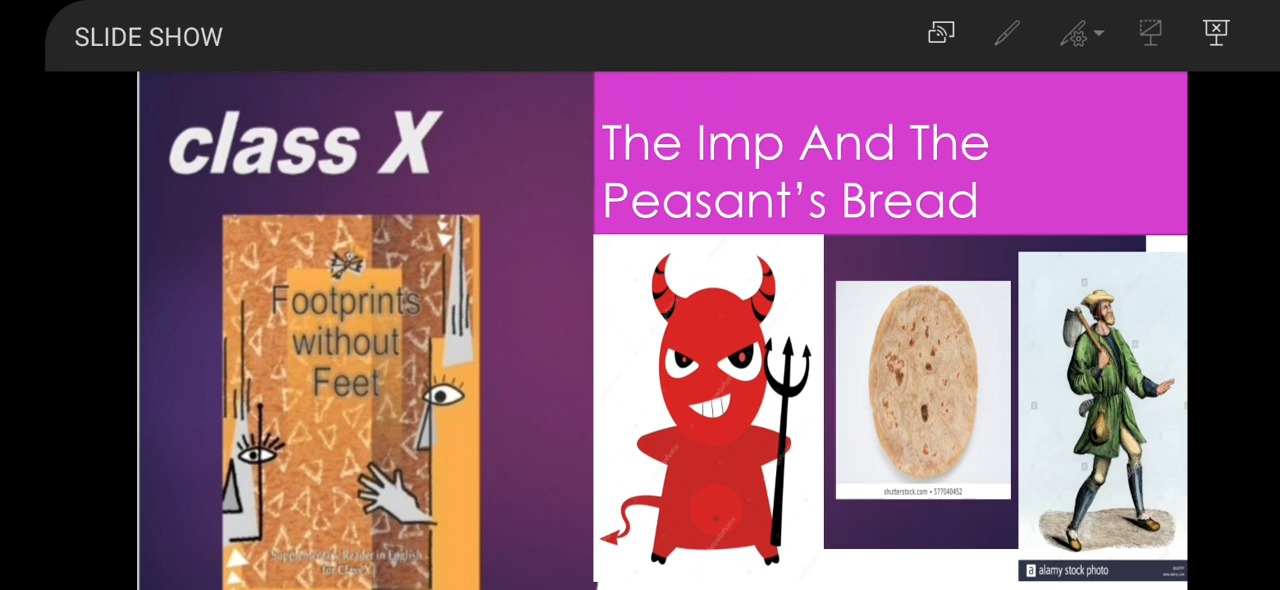 SLIDE SHOW
class X
The Imp And The
Peasant's Bread
Footprints
without
Feet
Supplementary Reader in English
for Class X
shutterstock.com • 577040452
a alamy stock photo